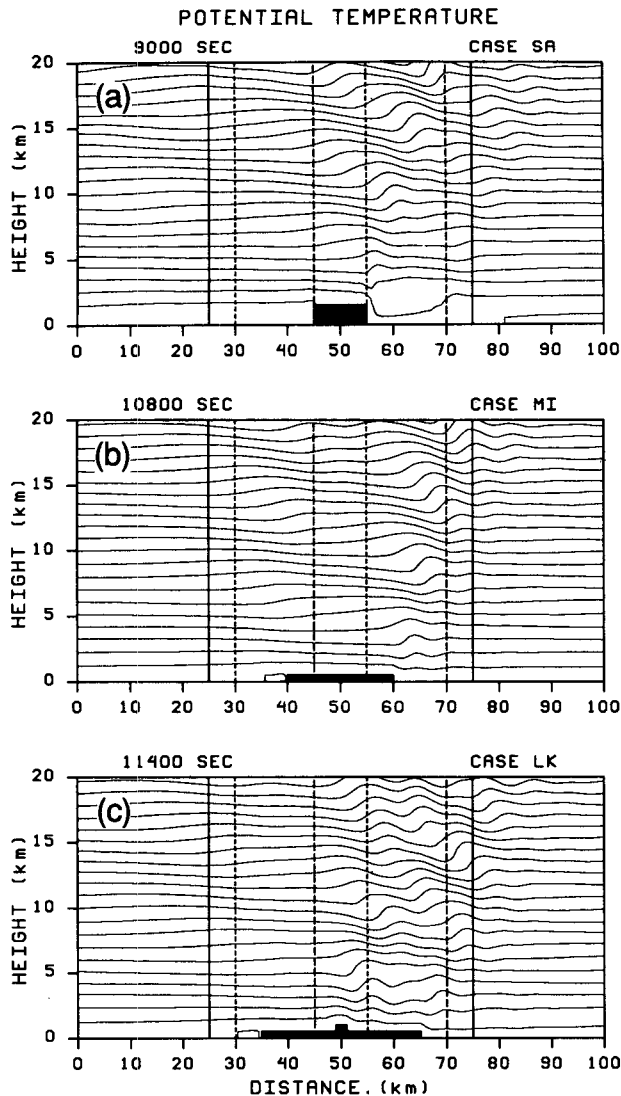 POTENTIAL TEMPERATURE
9000 SEC CASE SA
(a)
20
15
10
5
0
HEIGHT (km)
0 10 20 30 40 50 60 70 80 90 100
10800 SEC CASE MI
(b)
20
15
10
5
0
HEIGHT (km)
0 10 20 30 40 50 60 70 80 90 100
11400 SEC CASE LK
(c)
20
15
10
5
0
HEIGHT (km)
0 10 20 30 40 50 60 70 80 90 100
DISTANCE. (km)